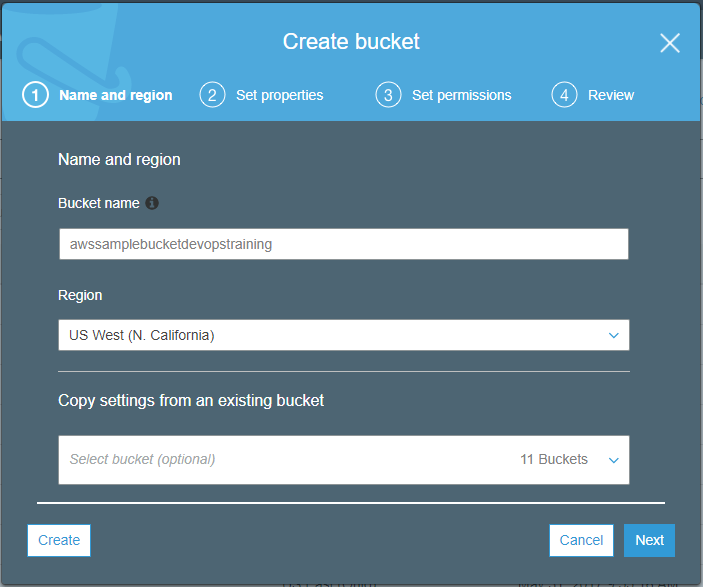 Create bucket
1 Name and region 2 Set properties 3 Set permissions 4 Review
Name and region
Bucket name
awssamplebucketdevopstraining
Region
US West (N. California)
Copy settings from an existing bucket
Select bucket (optional) 11 Buckets
Create Cancel Next